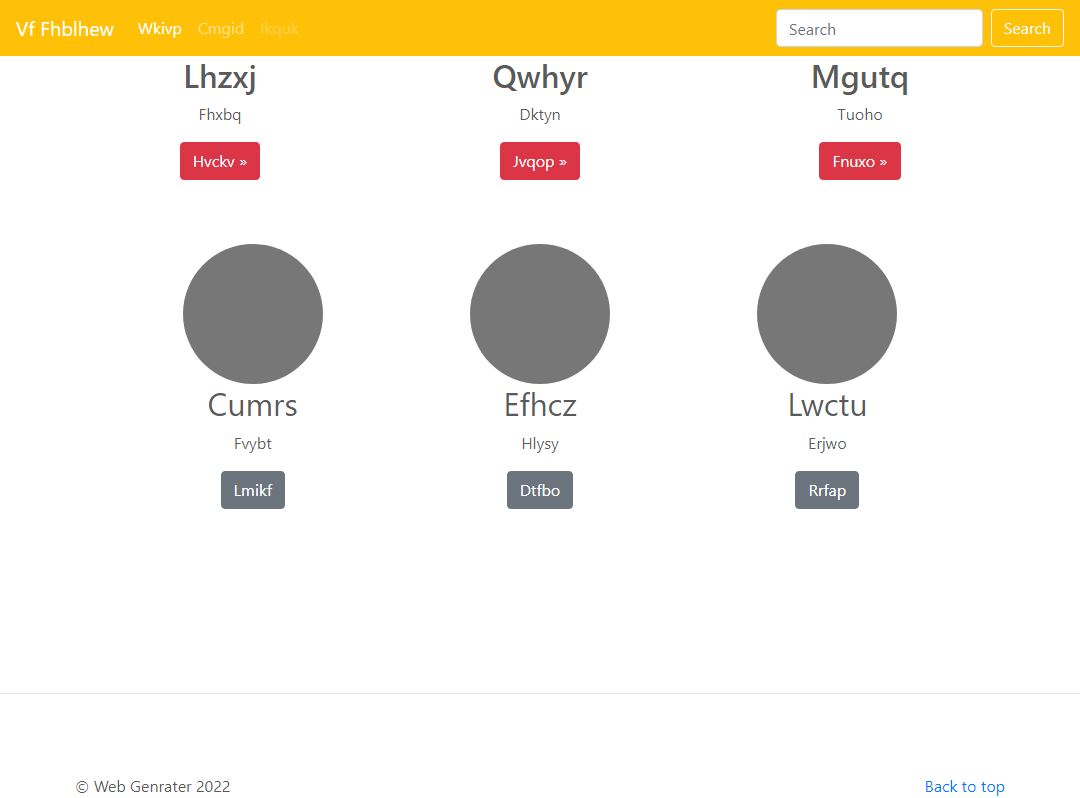 Vf Fhblhew Wkivp Cmgid Ikquk Search Search
Lhzxj Qwhyr Mgutq
Fhxbq Dktyn Tuoho
Hvckv » Jvqop » Fnuxo »
Cumrs Efhcz Lwctu
Fvybt Hlysy Erjwo
Lmikf Dtfbo Rrfap
© Web Genrater 2022 Back to top